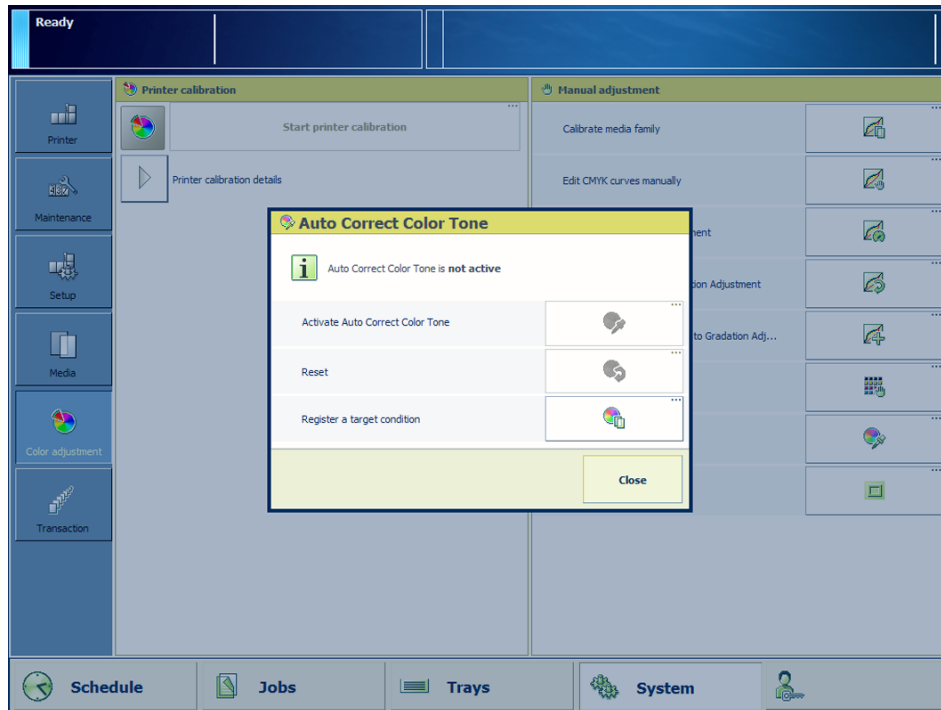 Ready
Printer calibration
Start printer calibration
Printer calibration details
Manual adjustment
Calibrate media family
Edit CMYK curves manually
ment
ion Adjustment
to Gradation Adj...
Printer
Maintenance
Setup
Media
Color adjustment
Transaction
Auto Correct Color Tone
Auto Correct Color Tone is not active
Activate Auto Correct Color Tone
Reset
Register a target condition
Close
Schedule
Jobs
Trays
System